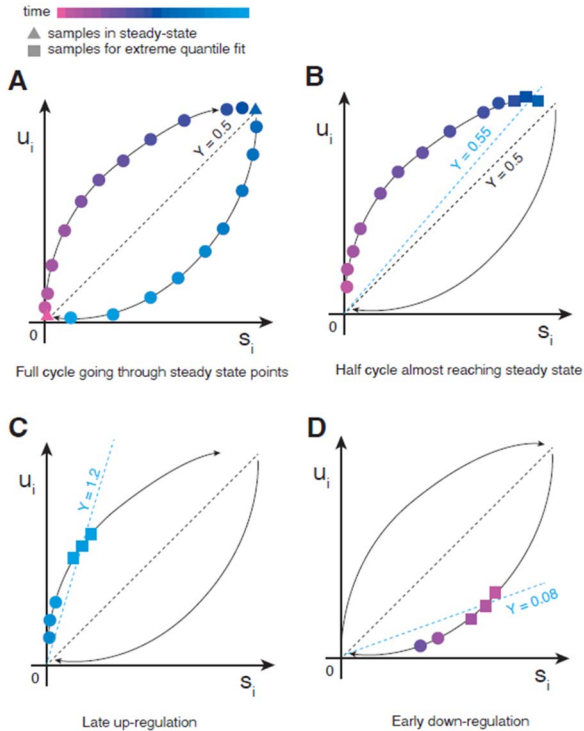 time
samples in steady-state
samples for extreme quantile fit
A
uᵢ
Y = 0.5
0
Sᵢ
Full cycle going through steady state points
B
uᵢ
Y = 0.55
Y = 0.5
0
Sᵢ
Half cycle almost reaching steady state
C
uᵢ
Y = 1.2
0
Sᵢ
Late up-regulation
D
uᵢ
Y = 0.08
0
Sᵢ
Early down-regulation